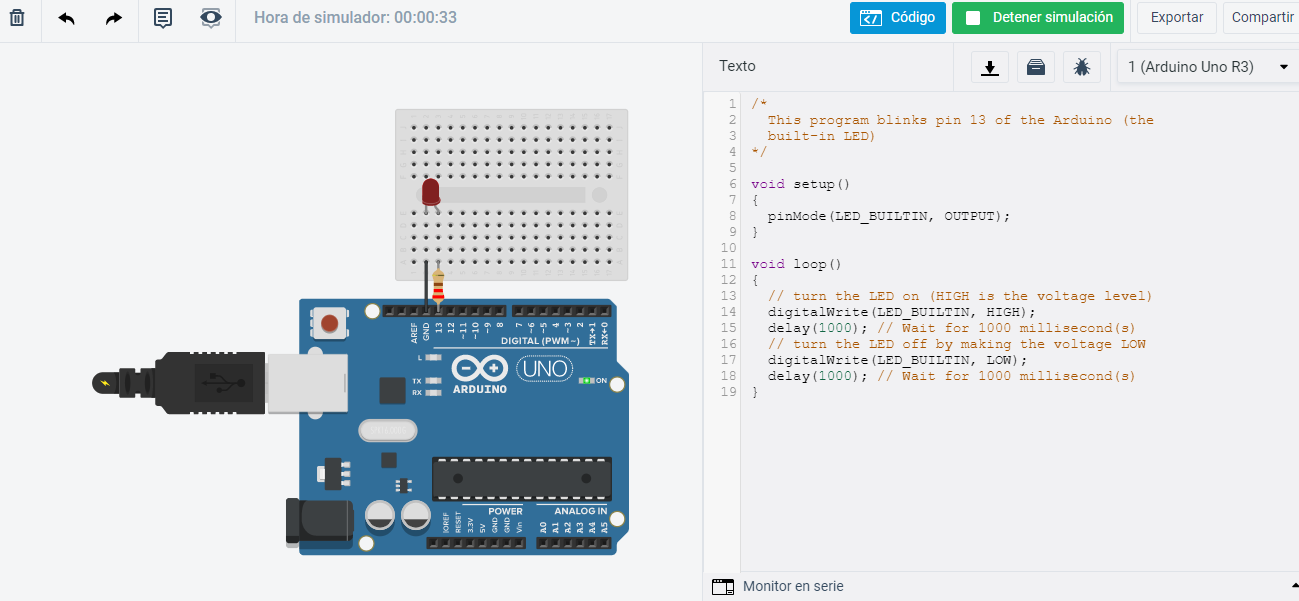 Hora de simulador: 00:00:33
Código
Detener simulación
Exportar
Compartir
Texto
1 (Arduino Uno R3)
1 /*
2 This program blinks pin 13 of the Arduino (the
3 built-in LED)
4 */
5
6 void setup()
7 {
8 pinMode(LED_BUILTIN, OUTPUT);
9 }
10
11 void loop()
12 {
13 // turn the LED on (HIGH is the voltage level)
14 digitalWrite(LED_BUILTIN, HIGH);
15 delay(1000); // Wait for 1000 millisecond(s)
16 // turn the LED off by making the voltage LOW
17 digitalWrite(LED_BUILTIN, LOW);
18 delay(1000); // Wait for 1000 millisecond(s)
19 }
AREF
GND
13
12
~11
~10
~9
8
7
~6
~5
4
~3
2
TX→1
RX←0
DIGITAL (PWM~)
L
TX
RX
ARDUINO
UNO
ON
POWER
ANALOG IN
IOREF
RESET
3.3V
5V
GND
GND
Vin
A0
A1
A2
A3
A4
A5
Monitor en serie